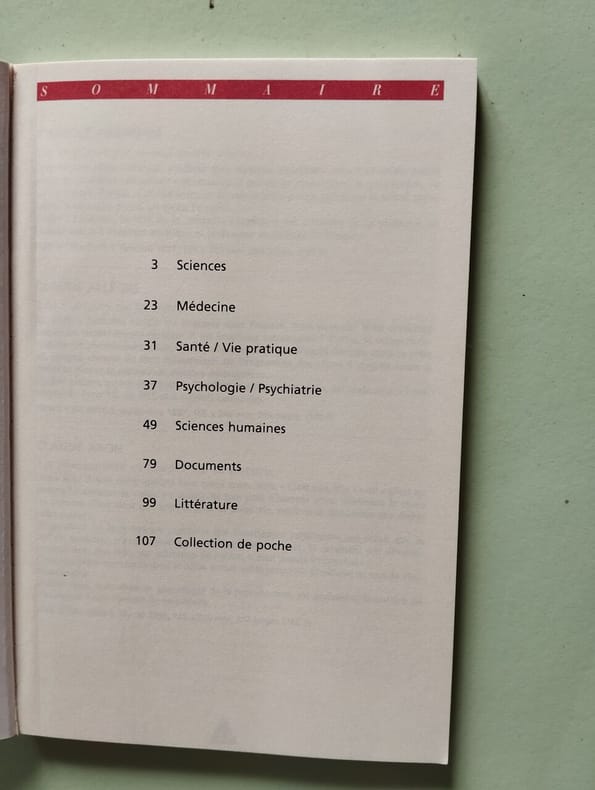 SOMMAIRE
3 Sciences
23 Médecine
31 Santé / Vie pratique
37 Psychologie / Psychiatrie
49 Sciences humaines
79 Documents
99 Littérature
107 Collection de poche